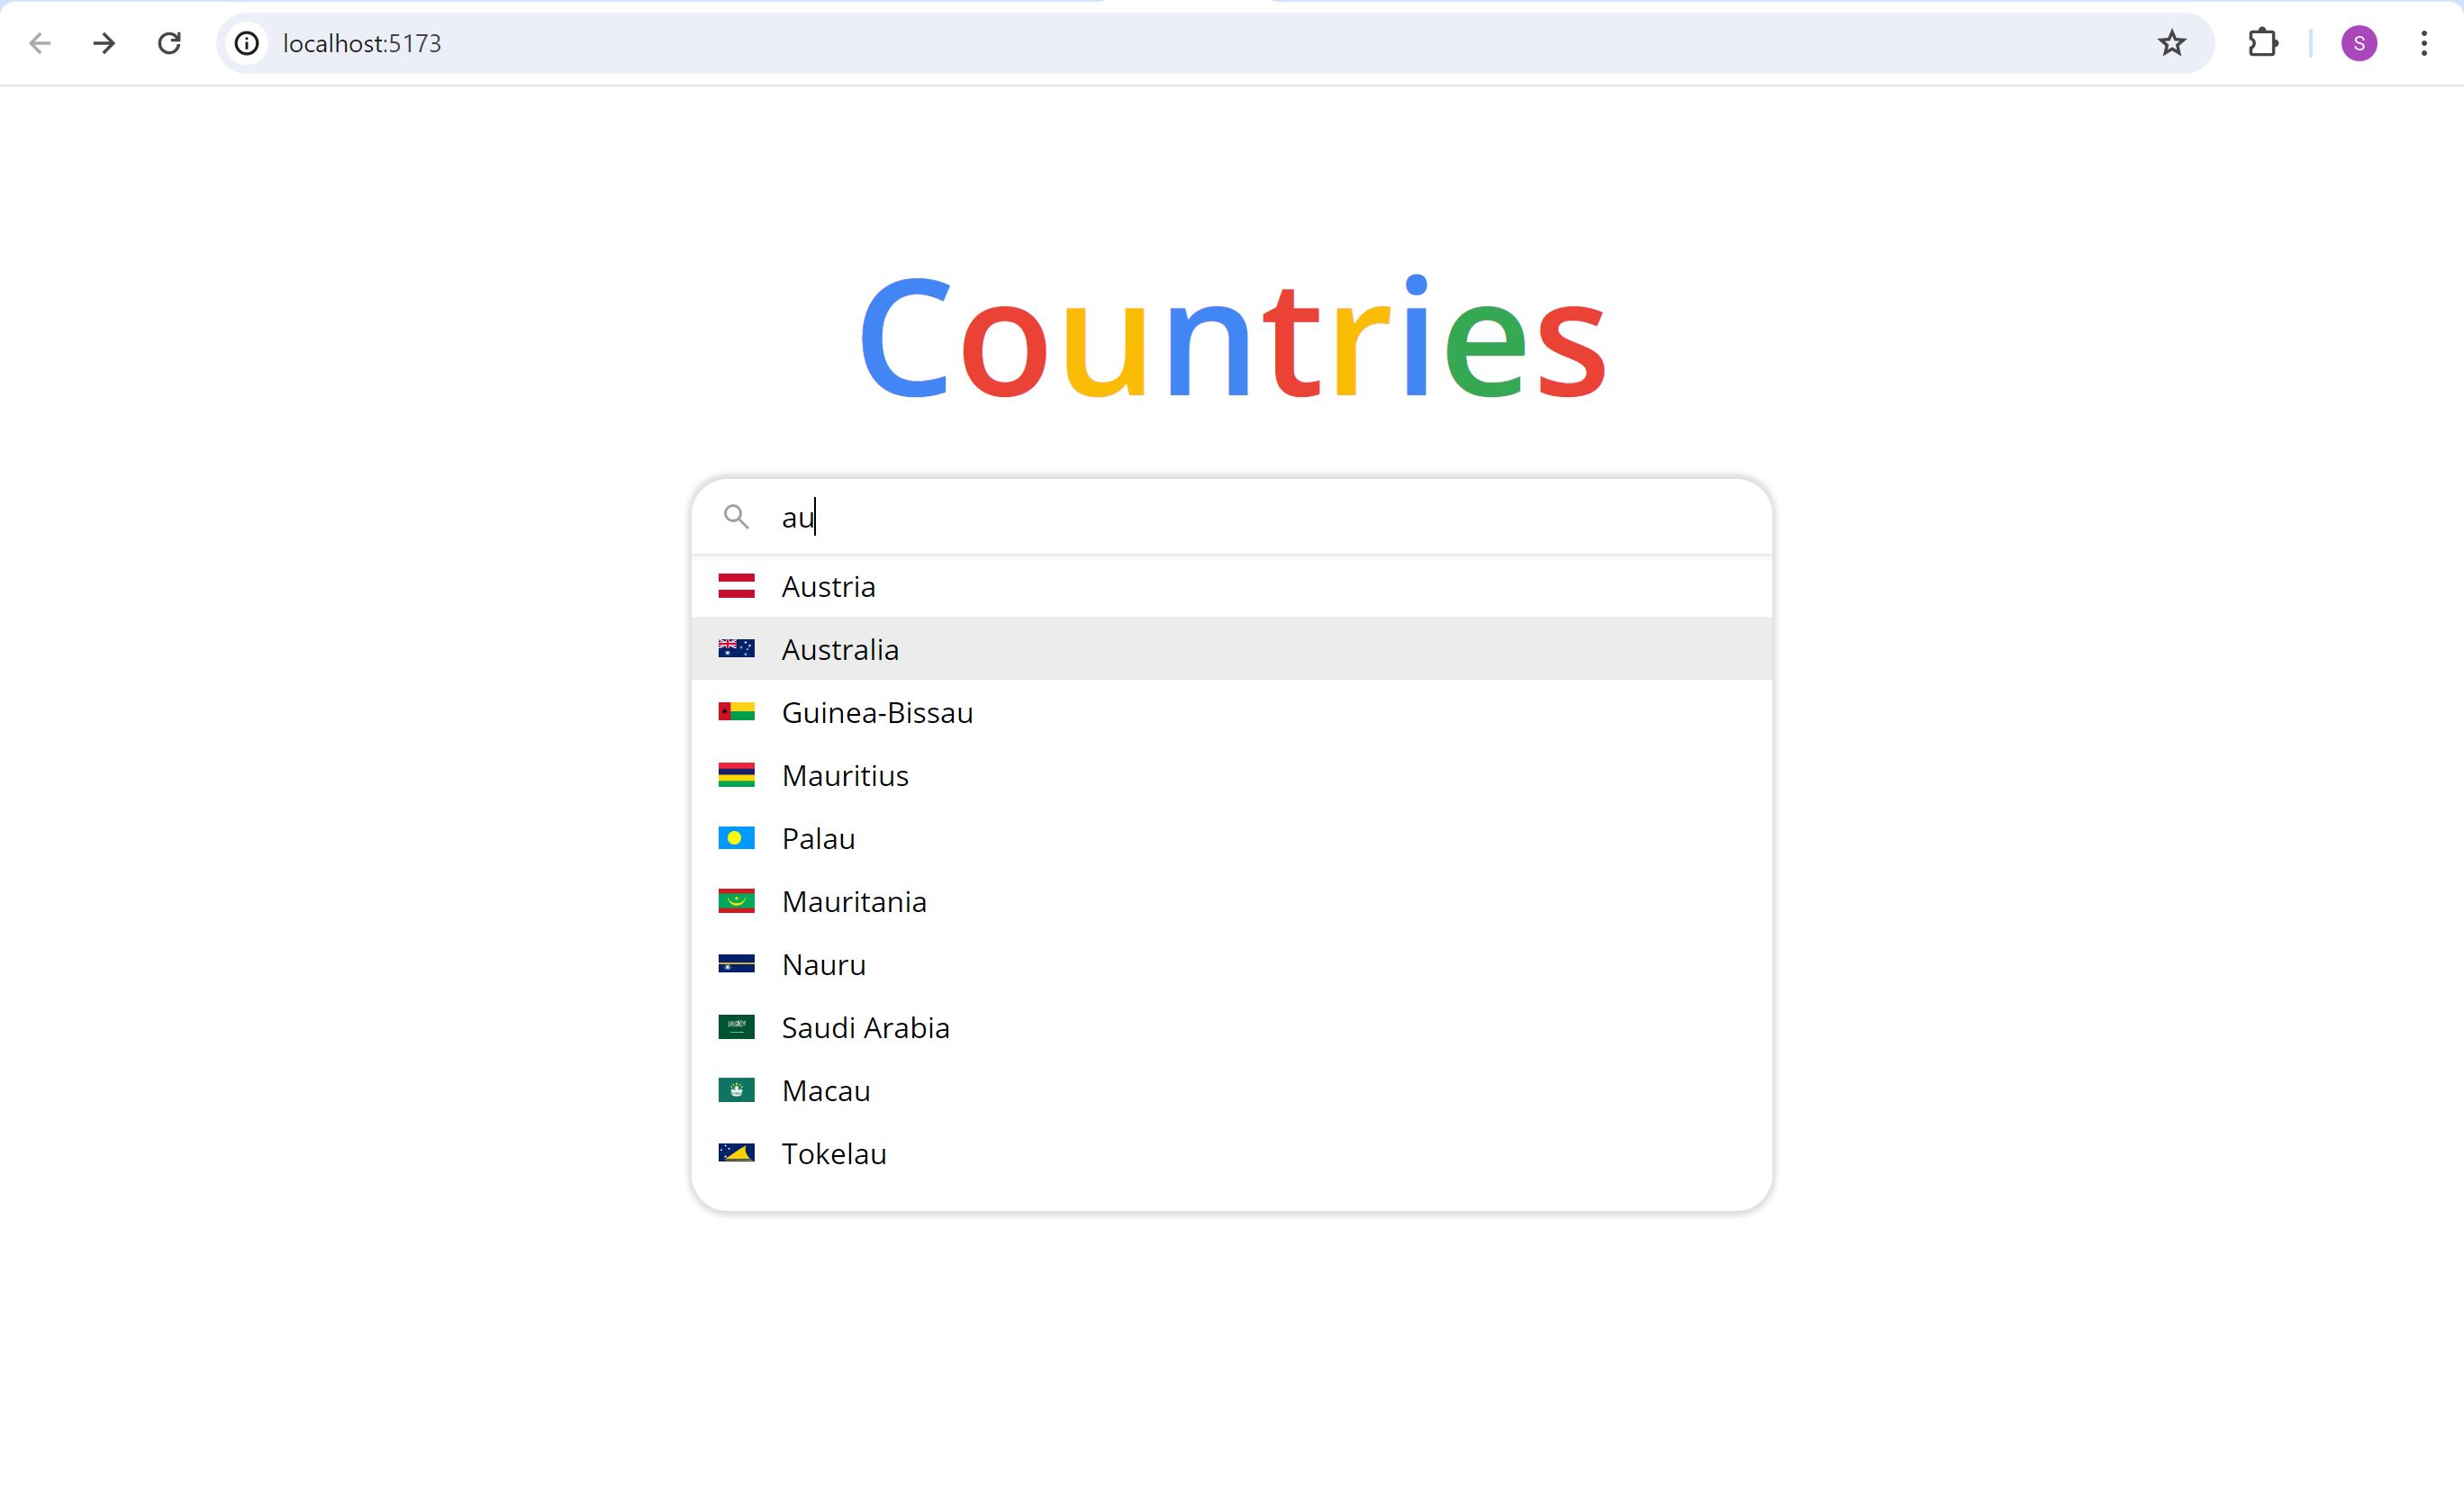 localhost:5173
S
Countries
au
Austria
Australia
Guinea-Bissau
Mauritius
Palau
Mauritania
Nauru
Saudi Arabia
Macau
Tokelau